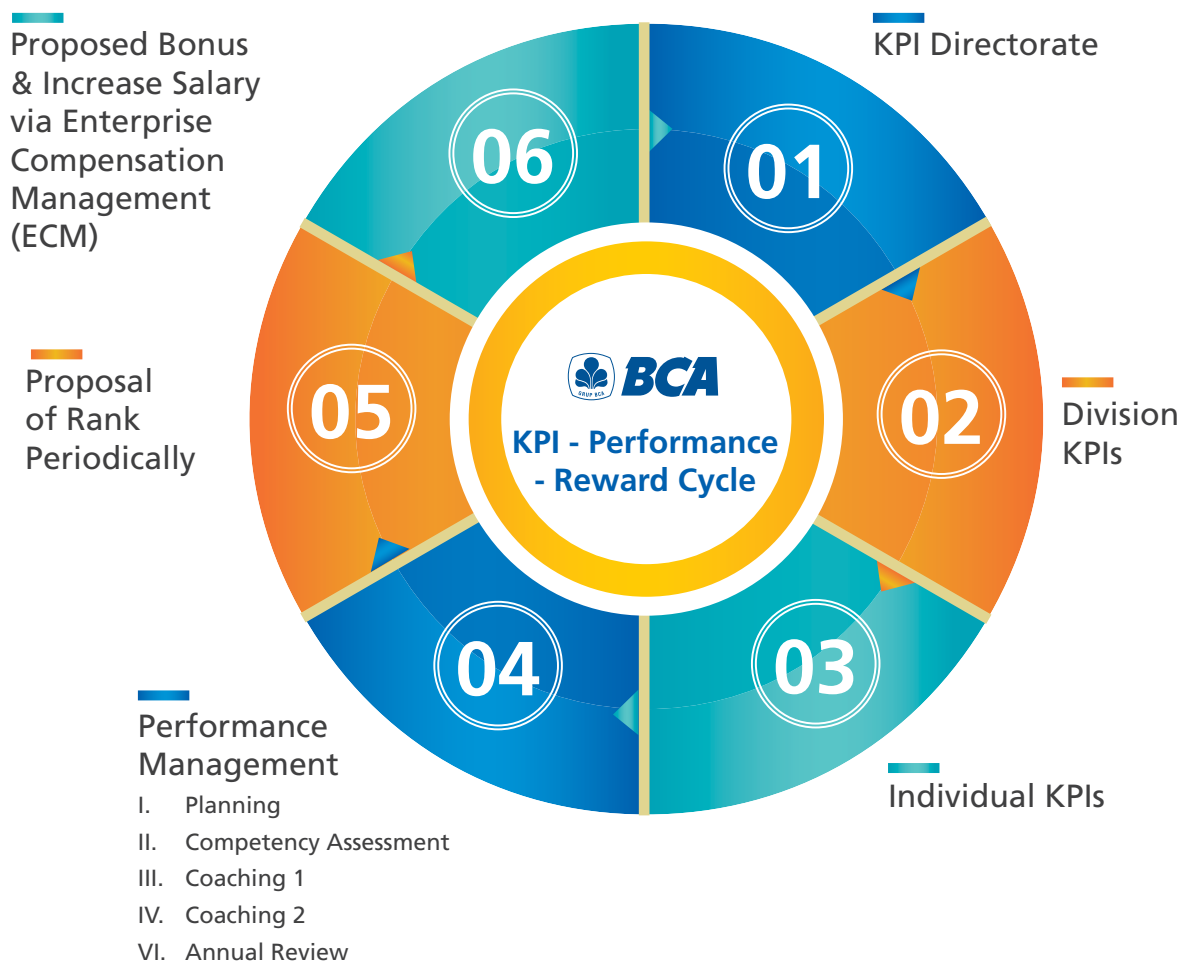 Proposed Bonus
& Increase Salary
via Enterprise
Compensation
Management
(ECM)
KPI Directorate
06
01
05
02
GRUP BCA
BCA
KPI - Performance
- Reward Cycle
Proposal
of Rank
Periodically
Division
KPIs
04
03
Performance
Management
I. Planning
II. Competency Assessment
III. Coaching 1
IV. Coaching 2
VI. Annual Review
Individual KPIs